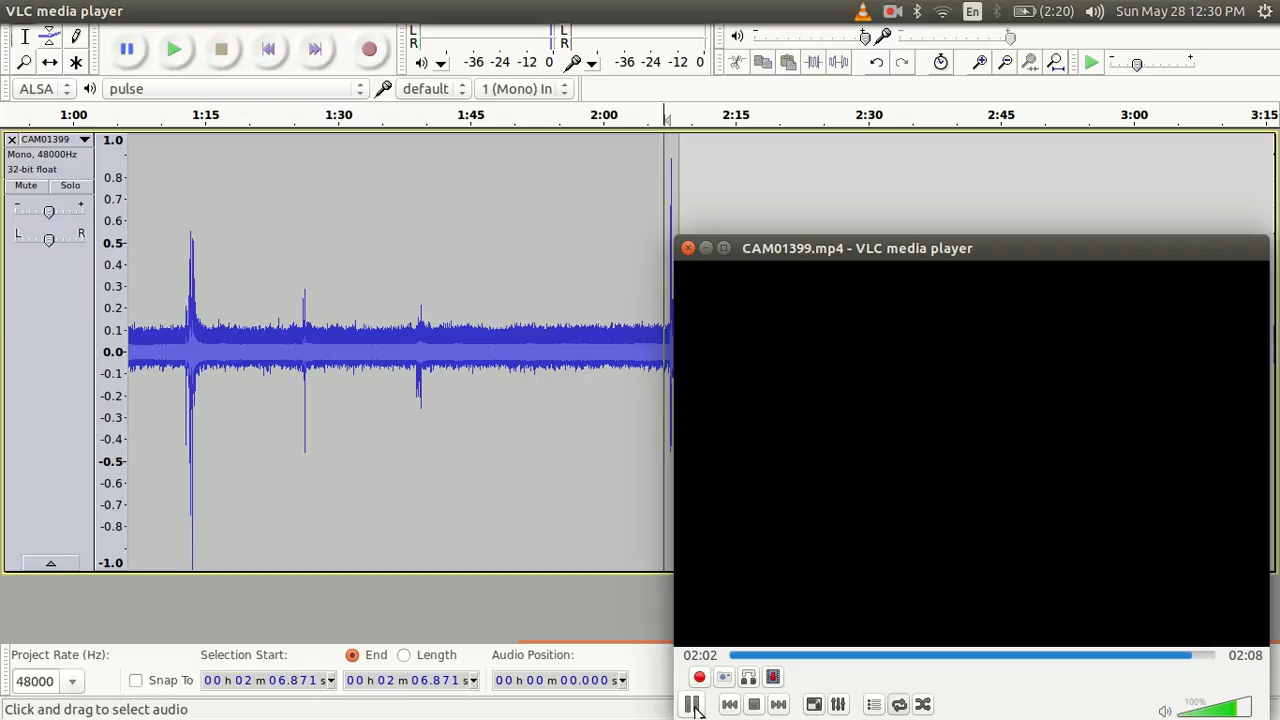 VLC media player
En
(2:20)
Sun May 28 12:30 PM
L
R
-36 -24 -12 0
L
R
-36 -24 -12 0
ALSA
pulse
default
1 (Mono) In
1:00 1:15 1:30 1:45 2:00 2:15 2:30 2:45 3:00 3:15
CAM01399
Mono, 48000Hz
32-bit float
Mute Solo
- +
L R
1.0
0.8
0.7
0.6
0.5
0.4
0.3
0.2
0.1
0.0
-0.1
-0.2
-0.3
-0.4
-0.5
-0.6
-0.7
-0.8
-1.0
CAM01399.mp4 - VLC media player
02:02
02:08
100%
Project Rate (Hz):
Selection Start:
End
Length
Audio Position:
48000
Snap To
00 h 02 m 06.871 s
00 h 02 m 06.871 s
00 h 00 m 00.000 s
Click and drag to select audio